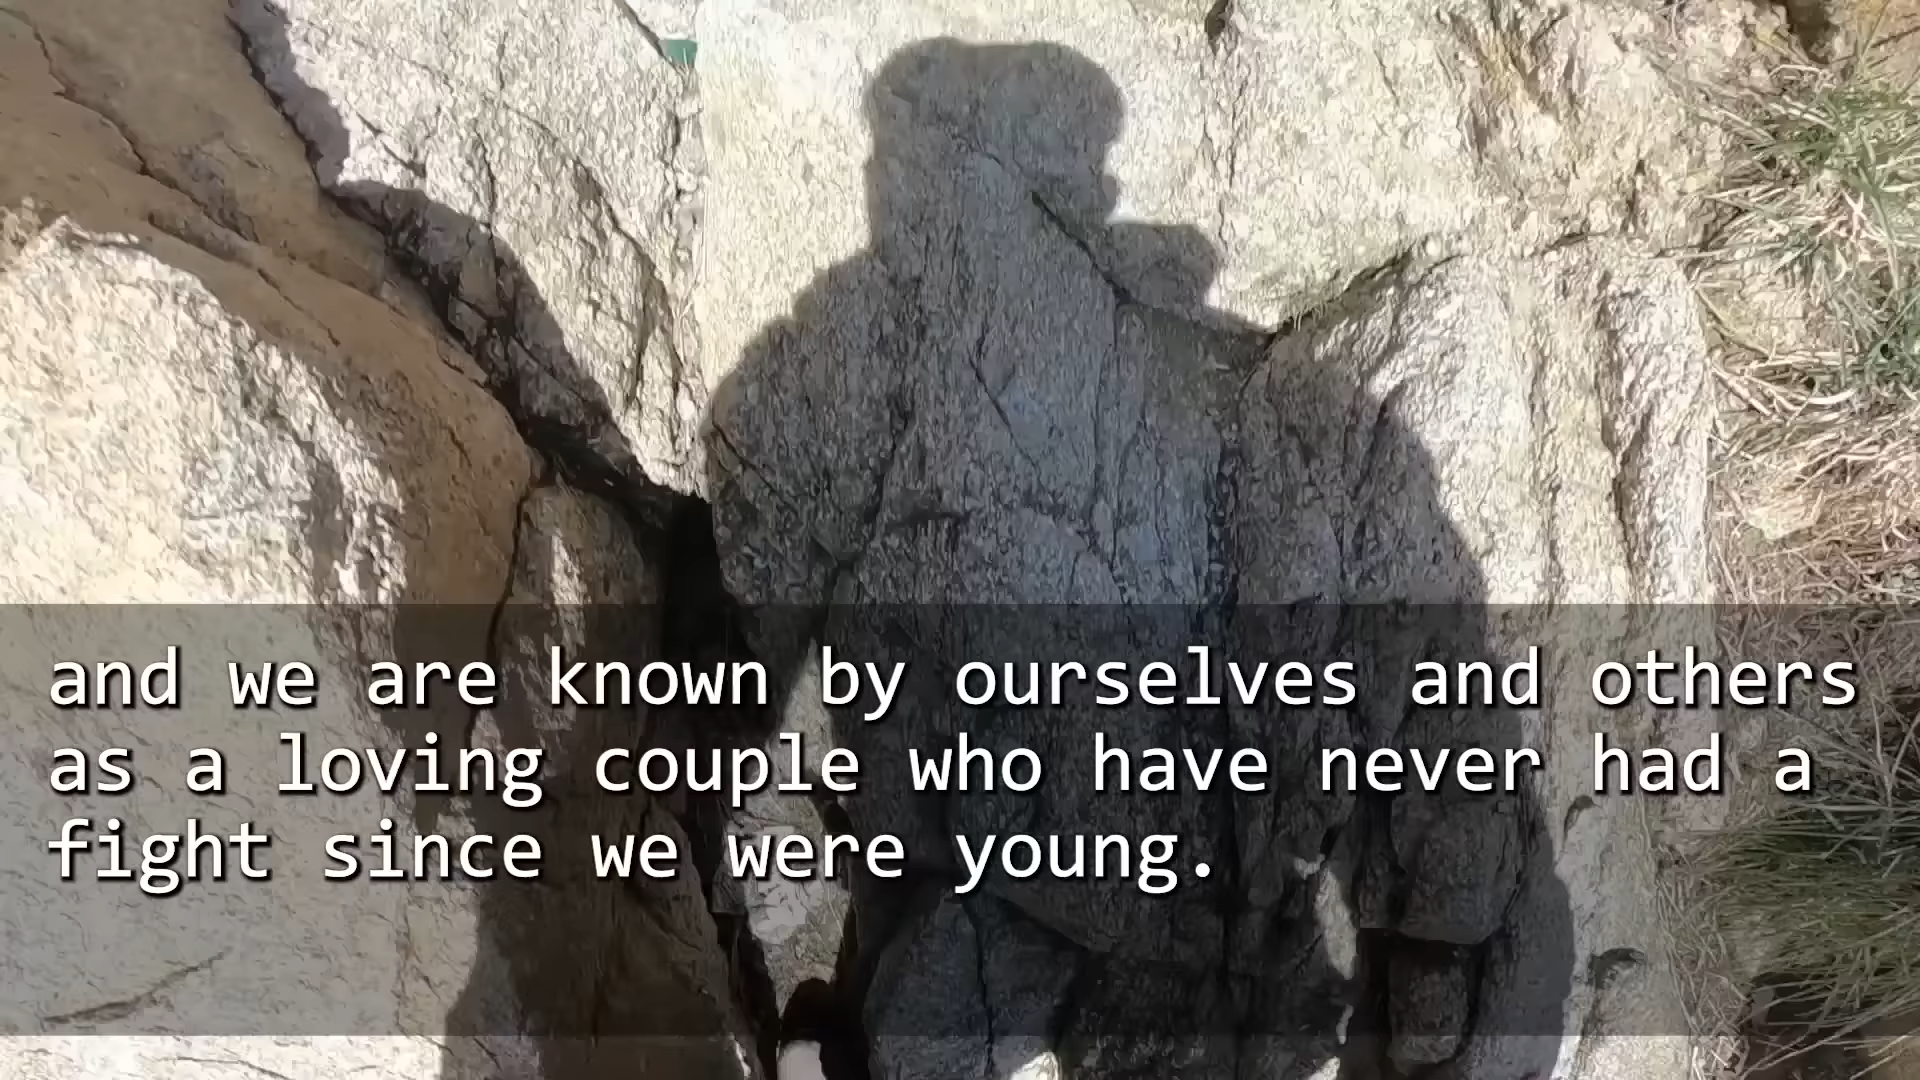 and we are known by ourselves and others
as a loving couple who have never had a
fight since we were young.